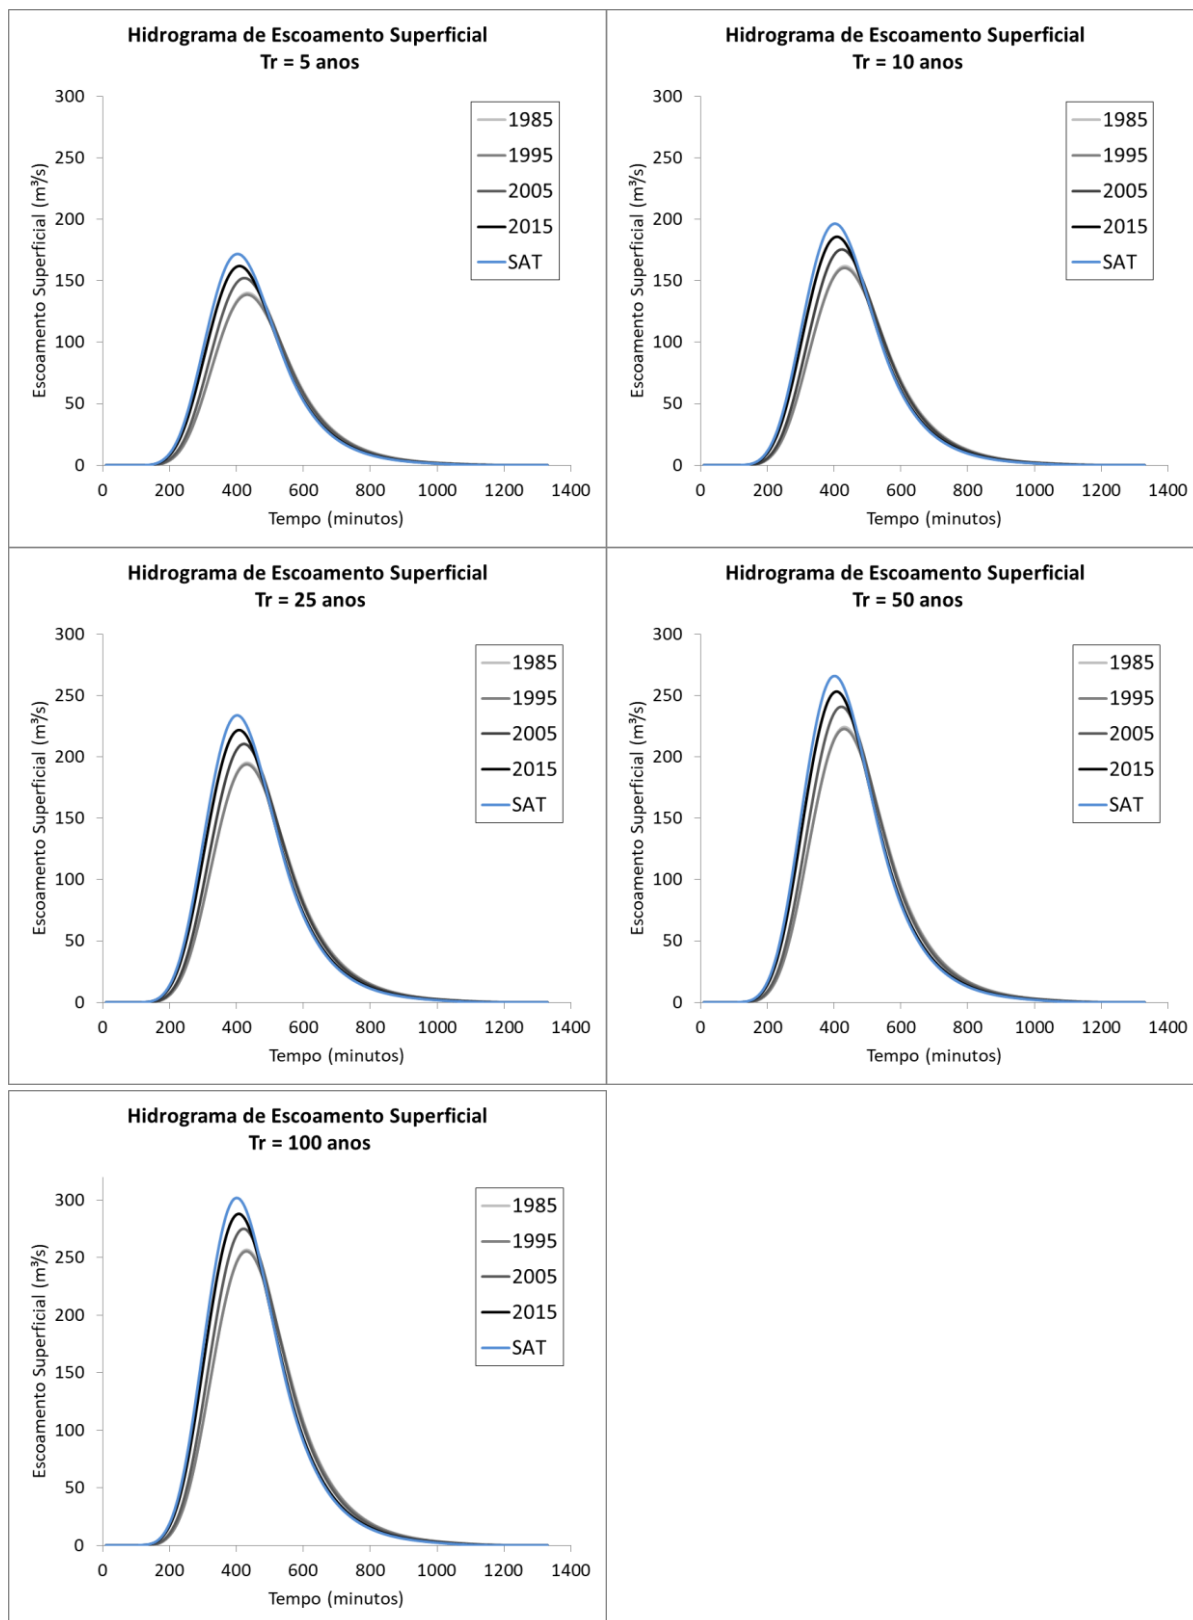 Hidrograma de Escoamento Superficial
Tr = 5 anos
Escoamento Superficial (m³/s)
300
250
200
150
100
50
0
0 200 400 600 800 1000 1200 1400
Tempo (minutos)
1985
1995
2005
2015
SAT
Hidrograma de Escoamento Superficial
Tr = 10 anos
Escoamento Superficial (m³/s)
300
250
200
150
100
50
0
0 200 400 600 800 1000 1200 1400
Tempo (minutos)
1985
1995
2005
2015
SAT
Hidrograma de Escoamento Superficial
Tr = 25 anos
Escoamento Superficial (m³/s)
300
250
200
150
100
50
0
0 200 400 600 800 1000 1200 1400
Tempo (minutos)
1985
1995
2005
2015
SAT
Hidrograma de Escoamento Superficial
Tr = 50 anos
Escoamento Superficial (m³/s)
300
250
200
150
100
50
0
0 200 400 600 800 1000 1200 1400
Tempo (minutos)
1985
1995
2005
2015
SAT
Hidrograma de Escoamento Superficial
Tr = 100 anos
Escoamento Superficial (m³/s)
300
250
200
150
100
50
0
0 200 400 600 800 1000 1200 1400
Tempo (minutos)
1985
1995
2005
2015
SAT